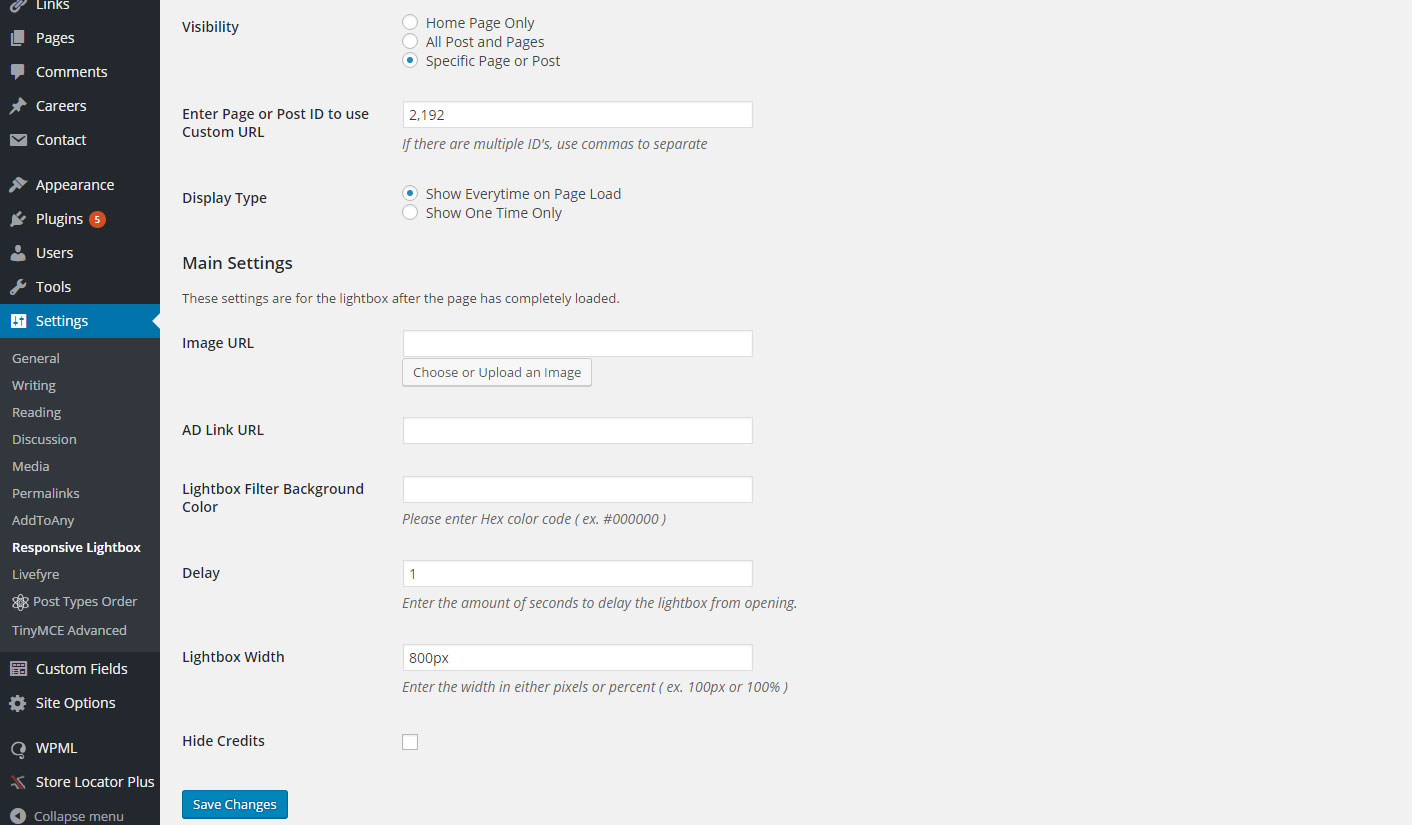 Links
Pages
Comments
Careers
Contact
Appearance
Plugins 5
Users
Tools
Settings
General
Writing
Reading
Discussion
Media
Permalinks
AddToAny
Responsive Lightbox
Livefyre
Post Types Order
TinyMCE Advanced
Custom Fields
Site Options
WPML
Store Locator Plus
Collapse menu
Visibility
Home Page Only
All Post and Pages
Specific Page or Post
Enter Page or Post ID to use
Custom URL
2,192
If there are multiple ID's, use commas to separate
Display Type
Show Everytime on Page Load
Show One Time Only
Main Settings
These settings are for the lightbox after the page has completely loaded.
Image URL
Choose or Upload an Image
AD Link URL
Lightbox Filter Background
Color
Please enter Hex color code ( ex. #000000 )
Delay
1
Enter the amount of seconds to delay the lightbox from opening.
Lightbox Width
800px
Enter the width in either pixels or percent ( ex. 100px or 100% )
Hide Credits
Save Changes